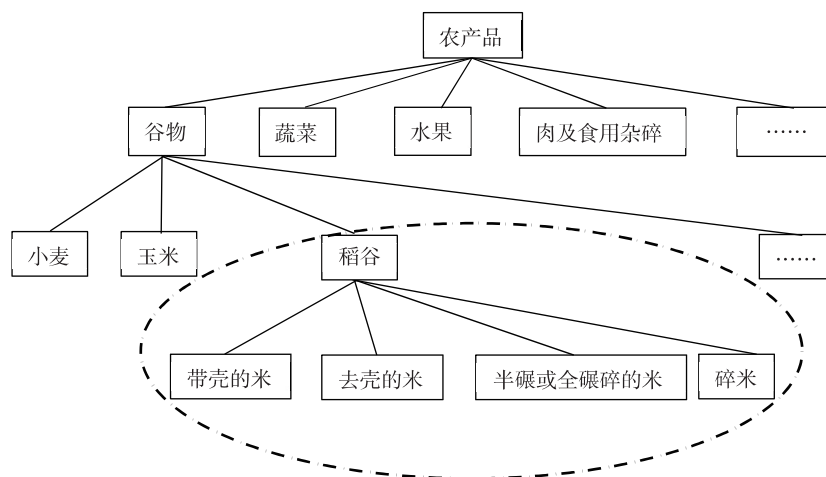 农产品
谷物
蔬菜
水果
肉及食用杂碎
……
小麦
玉米
稻谷
……
带壳的米
去壳的米
半碾或全碾碎的米
碎米